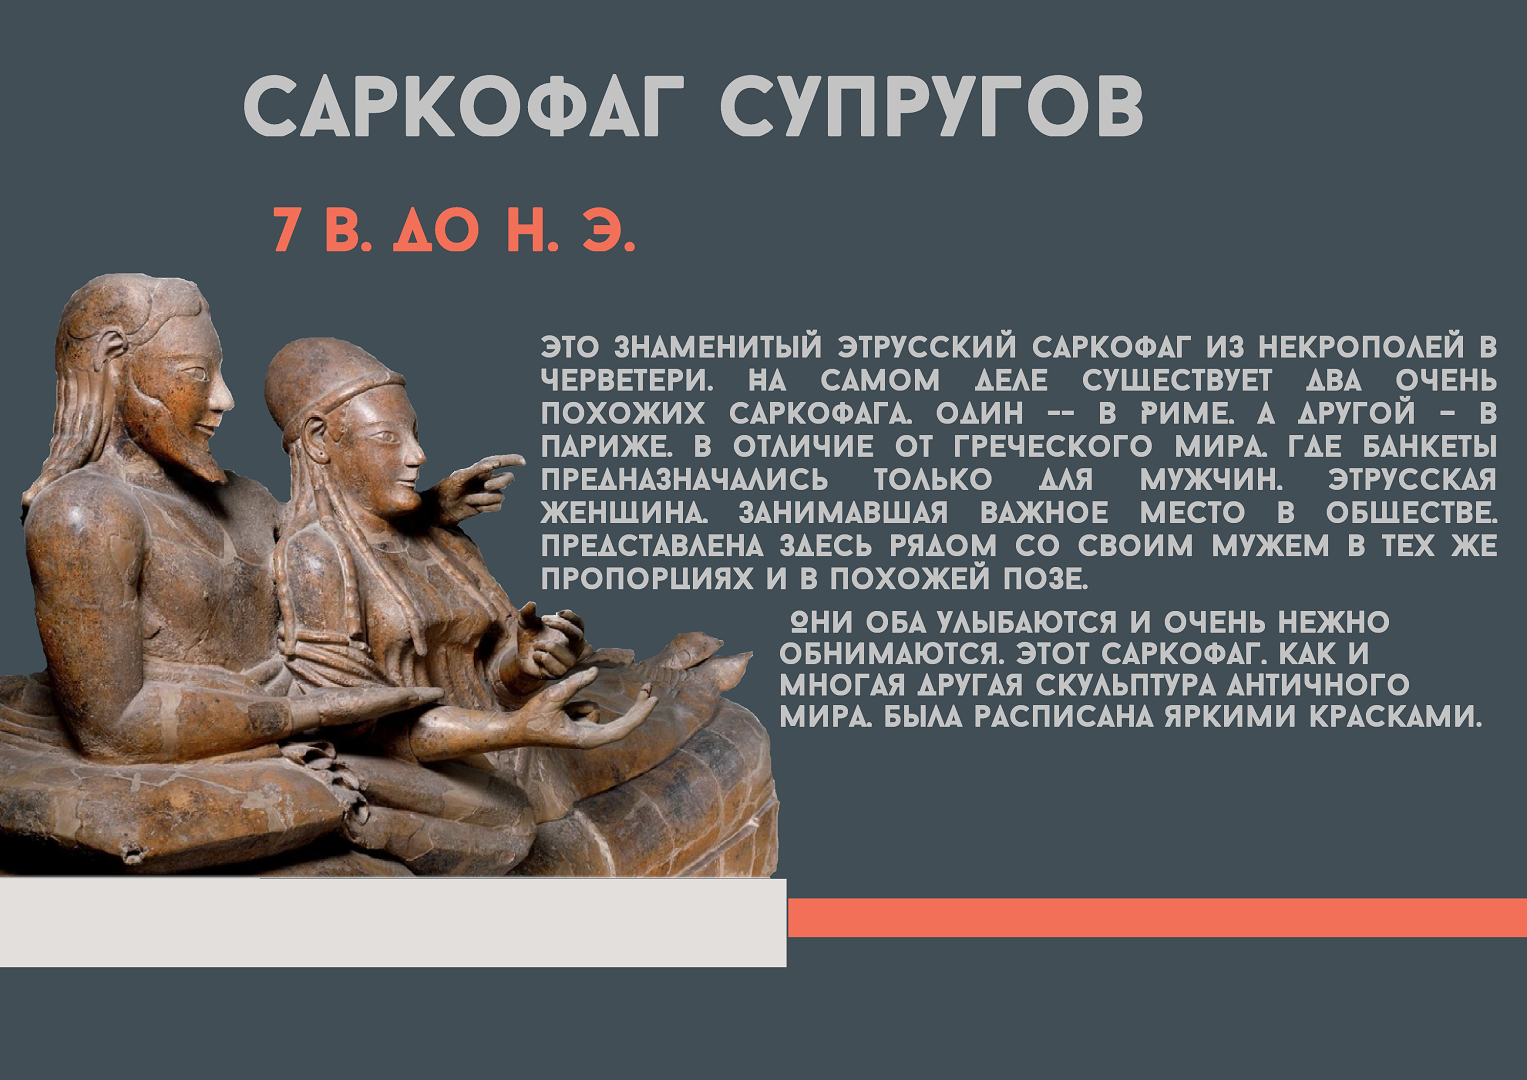 САРКОФАГ СУПРУГОВ
7 В. ДО Н. Э.
ЭТО ЗНАМЕНИТЫЙ ЭТРУССКИЙ САРКОФАГ ИЗ НЕКРОПОЛЕЙ В
ЧЕРВЕТЕРИ. НА САМОМ ДЕЛЕ СУЩЕСТВУЕТ ДВА ОЧЕНЬ
ПОХОЖИХ САРКОФАГА. ОДИН -- В РИМЕ. А ДРУГОЙ - В
ПАРИЖЕ. В ОТЛИЧИЕ ОТ ГРЕЧЕСКОГО МИРА. ГДЕ БАНКЕТЫ
ПРЕДНАЗНАЧАЛИСЬ ТОЛЬКО ДЛЯ МУЖЧИН. ЭТРУССКАЯ
ЖЕНЩИНА. ЗАНИМАВШАЯ ВАЖНОЕ МЕСТО В ОБЩЕСТВЕ.
ПРЕДСТАВЛЕНА ЗДЕСЬ РЯДОМ СО СВОИМ МУЖЕМ В ТЕХ ЖЕ
ПРОПОРЦИЯХ И В ПОХОЖЕЙ ПОЗЕ.
ОНИ ОБА УЛЫБАЮТСЯ И ОЧЕНЬ НЕЖНО
ОБНИМАЮТСЯ. ЭТОТ САРКОФАГ. КАК И
МНОГАЯ ДРУГАЯ СКУЛЬПТУРА АНТИЧНОГО
МИРА. БЫЛА РАСПИСАНА ЯРКИМИ КРАСКАМИ.